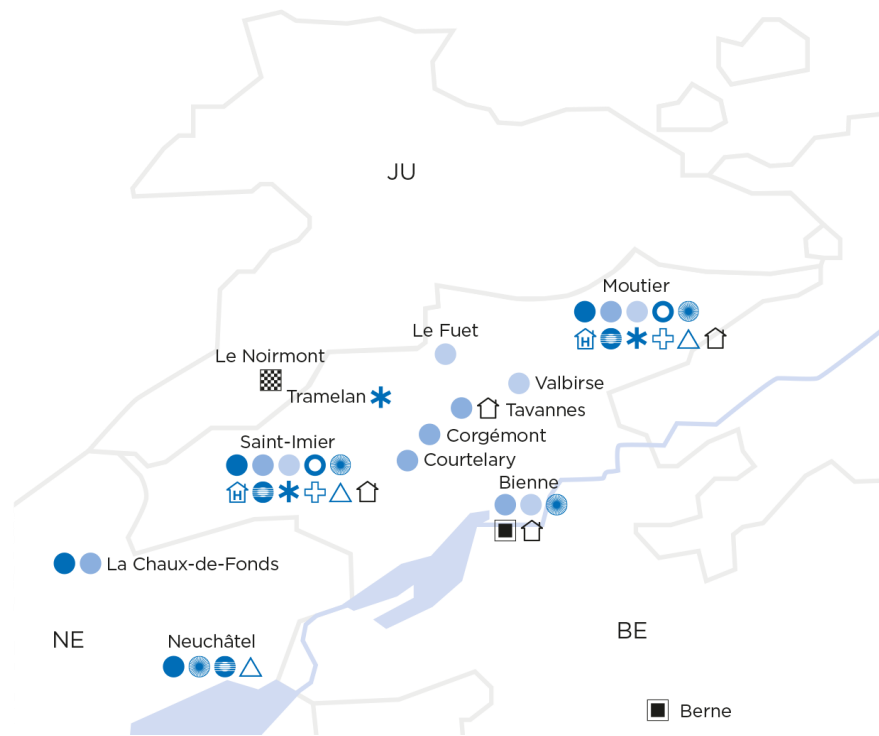 JU
Moutier
Le Fuet
Le Noirmont
Valbirse
Tramelan
Tavannes
Corgémont
Saint-Imier
Courtelary
Bienne
La Chaux-de-Fonds
NE
Neuchâtel
BE
Berne